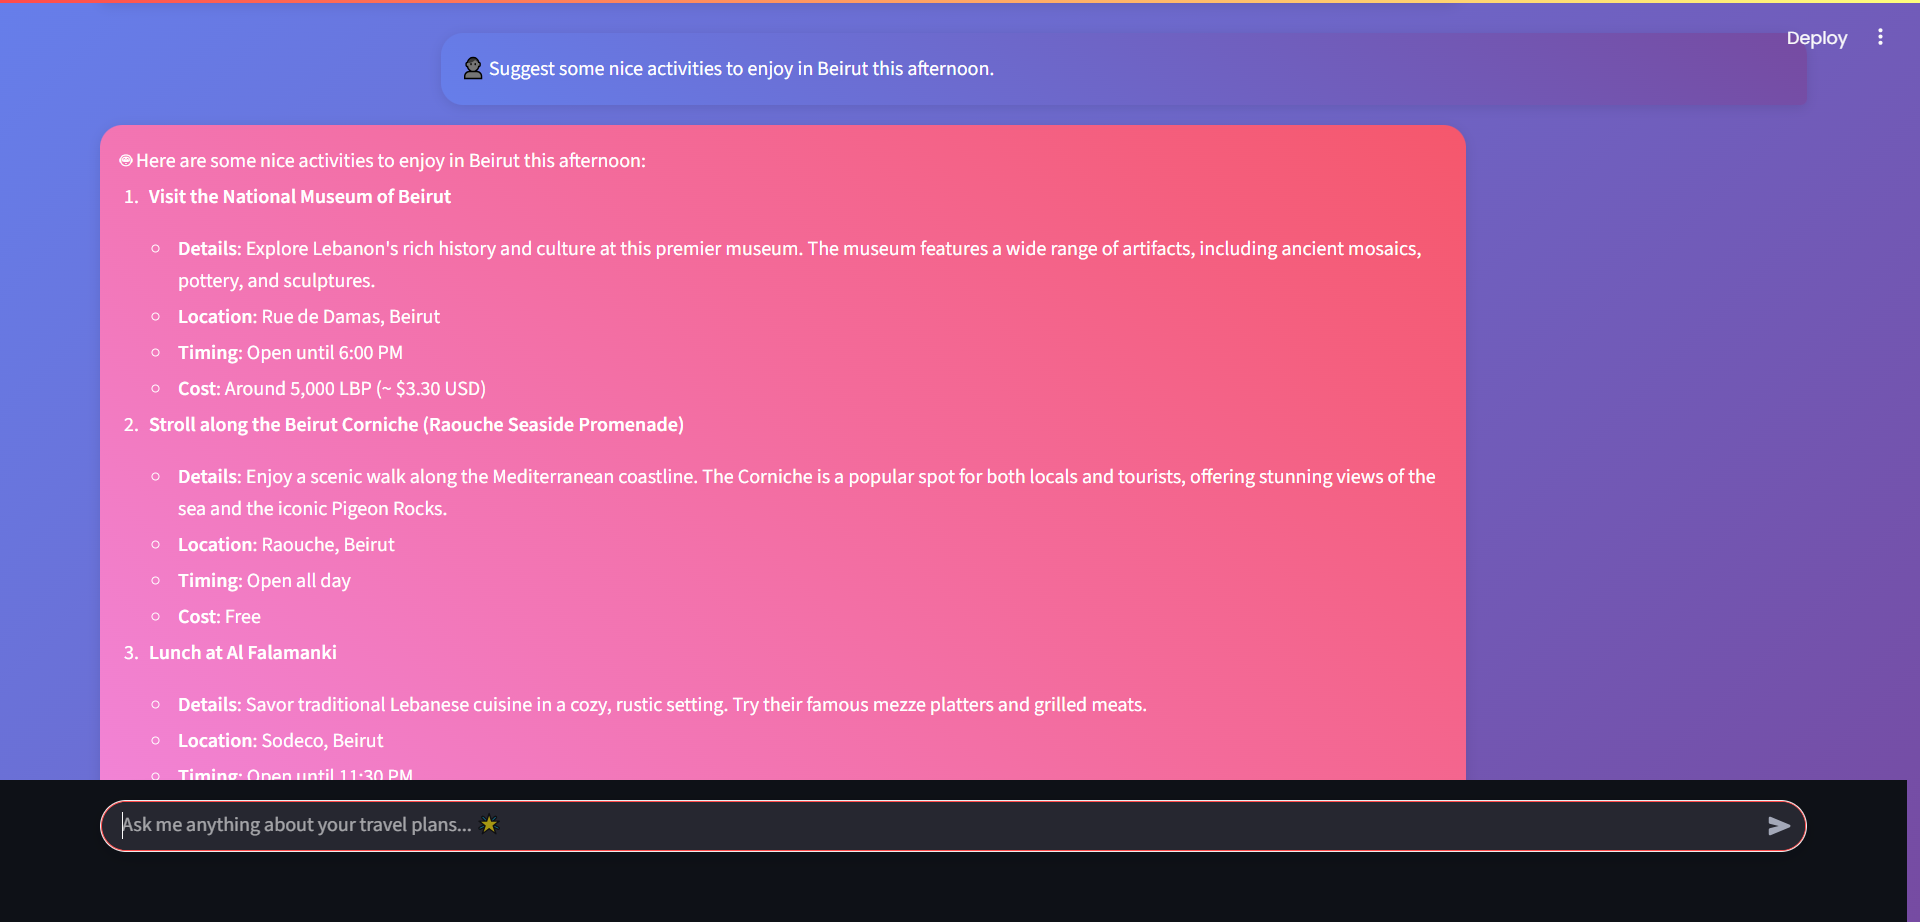 Deploy
Suggest some nice activities to enjoy in Beirut this afternoon.
Here are some nice activities to enjoy in Beirut this afternoon:
1. Visit the National Museum of Beirut
Details: Explore Lebanon's rich history and culture at this premier museum. The museum features a wide range of artifacts, including ancient mosaics,
pottery, and sculptures.
Location: Rue de Damas, Beirut
Timing: Open until 6:00 PM
Cost: Around 5,000 LBP (~ $3.30 USD)
2. Stroll along the Beirut Corniche (Raouche Seaside Promenade)
Details: Enjoy a scenic walk along the Mediterranean coastline. The Corniche is a popular spot for both locals and tourists, offering stunning views of the
sea and the iconic Pigeon Rocks.
Location: Raouche, Beirut
Timing: Open all day
Cost: Free
3. Lunch at Al Falamanki
Details: Savor traditional Lebanese cuisine in a cozy, rustic setting. Try their famous mezze platters and grilled meats.
Location: Sodeco, Beirut
Timing: Open until 11:30 PM
Ask me anything about your travel plans...